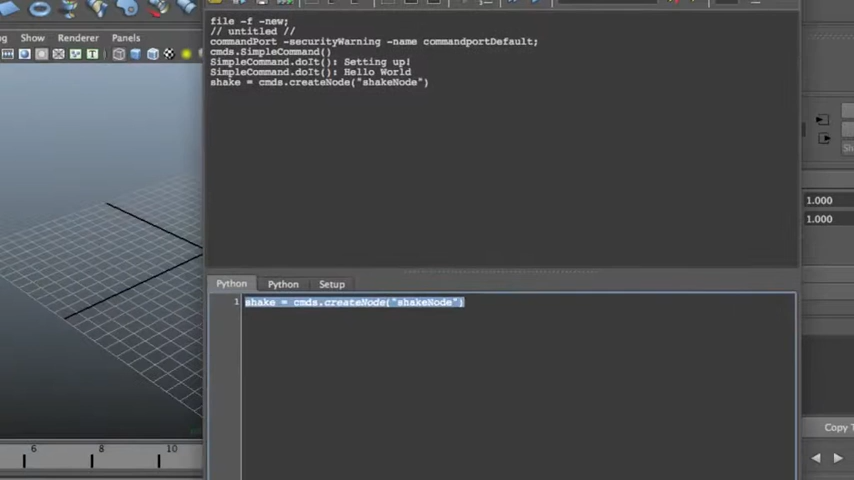 Show Renderer Panels
file -f -new;
// untitled //
commandPort -securityWarning -name commandportDefault;
cmds.SimpleCommand()
SimpleCommand.doIt(): Setting up!
SimpleCommand.doIt(): Hello World
shake = cmds.createNode("shakeNode")
1.000
1.000
Python Python Setup
1 shake = cmds.createNode("shakeNode")
Copy T
6 8 10